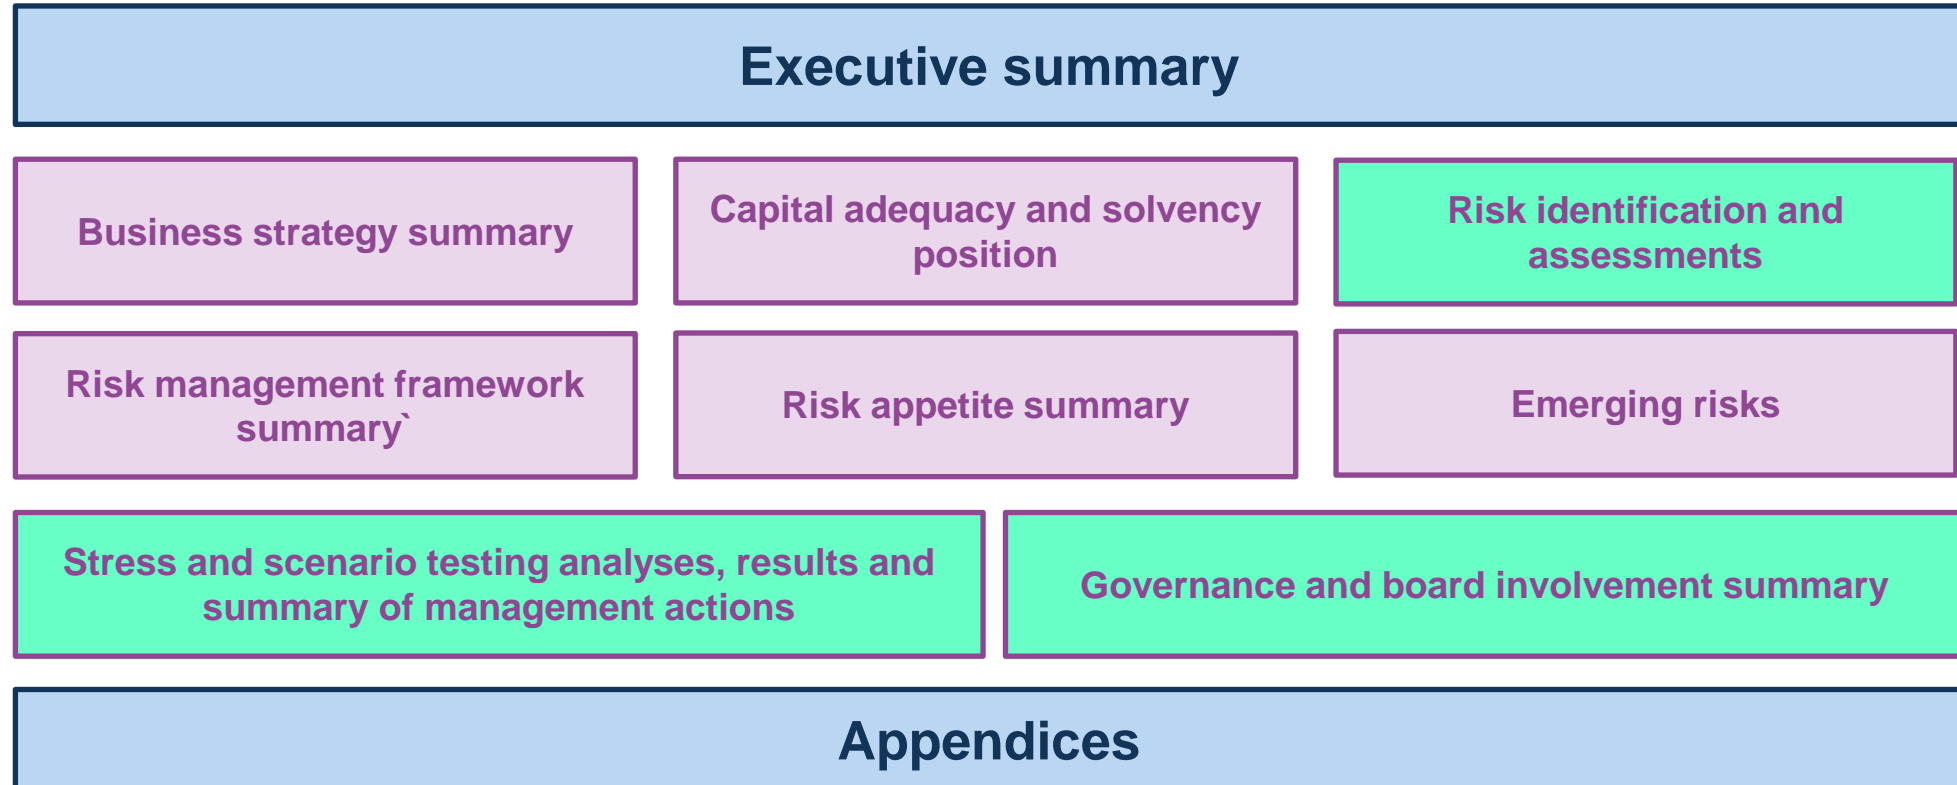 Executive summary
Business strategy summary
Capital adequacy and solvency
position
Risk identification and
assessments
Risk management framework
summary`
Risk appetite summary
Emerging risks
Stress and scenario testing analyses, results and
summary of management actions
Governance and board involvement summary
Appendices